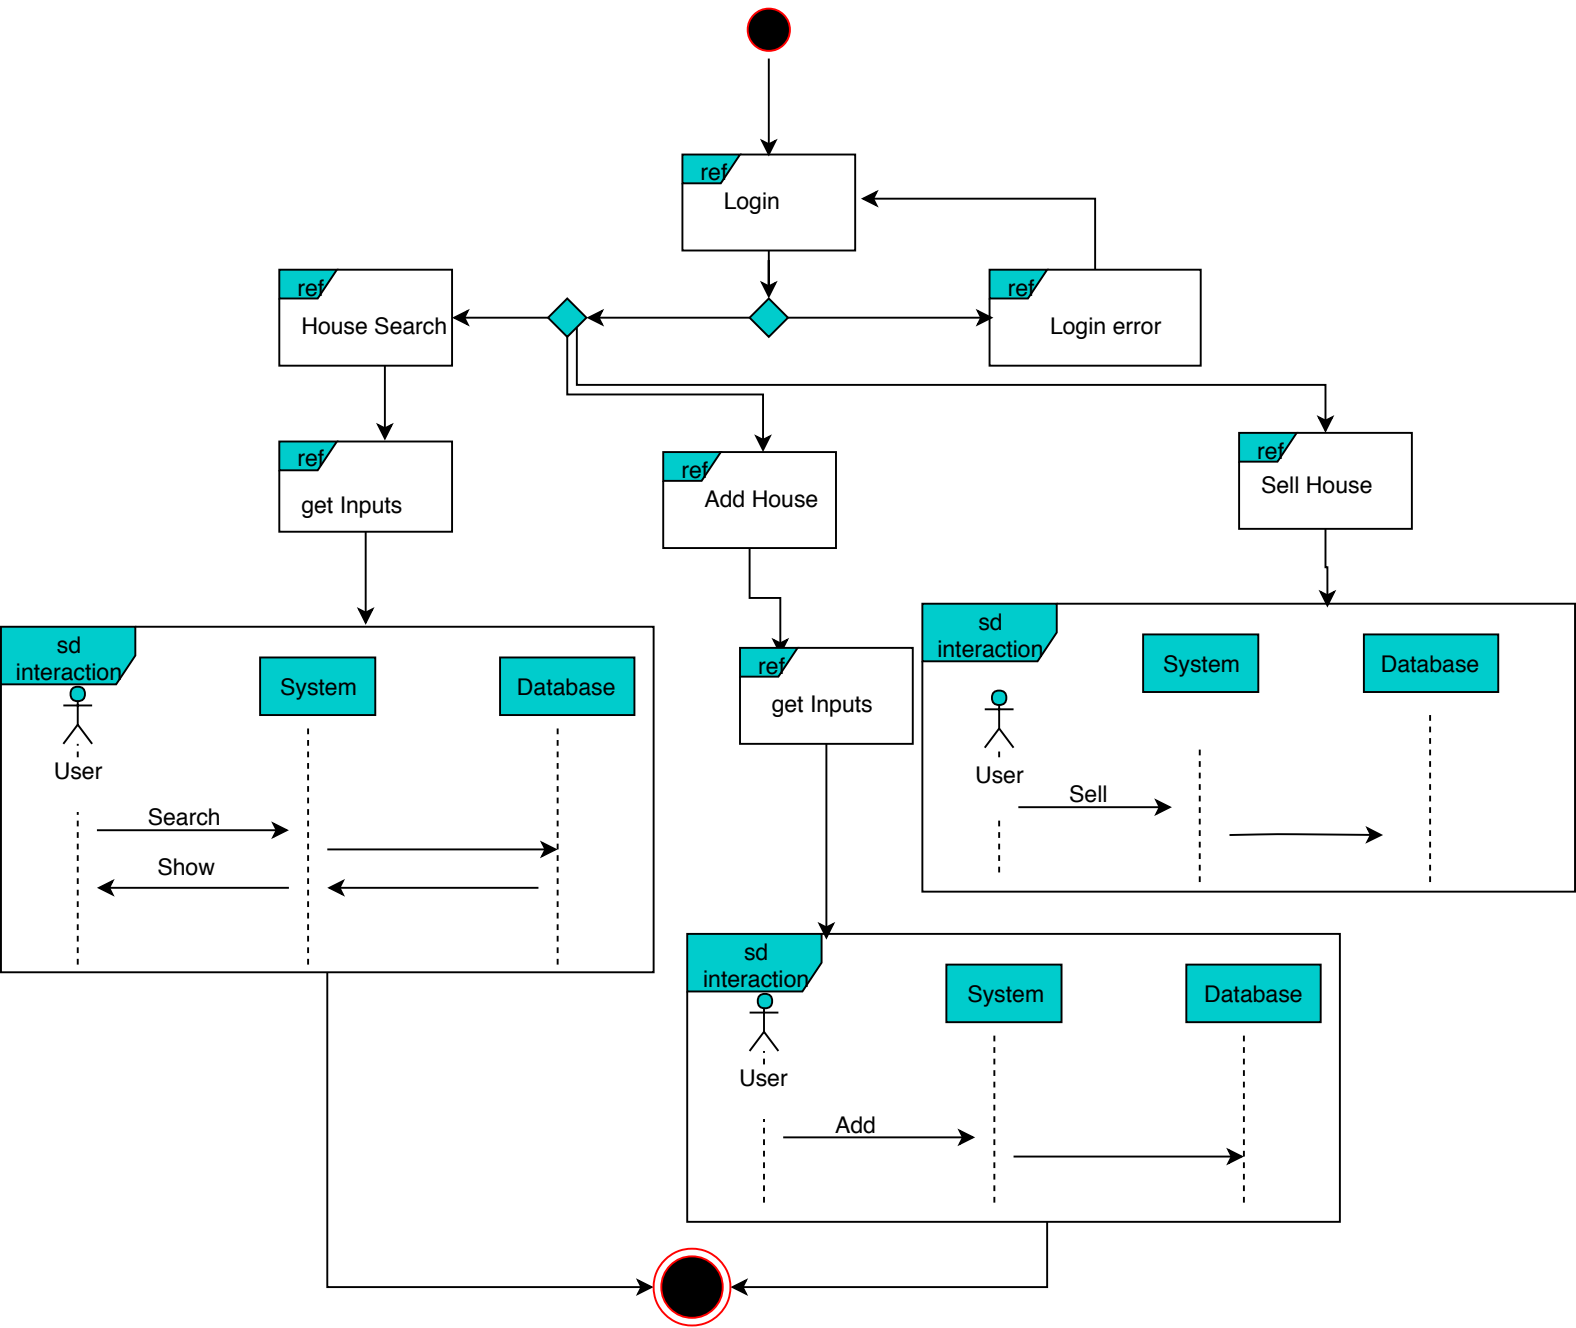 ref
Login
ref
House Search
ref
Login error
ref
get Inputs
ref
Add House
ref
Sell House
sd
interaction
System
Database
User
Search
Show
ref
get Inputs
sd
interaction
System
Database
User
Sell
sd
interaction
System
Database
User
Add